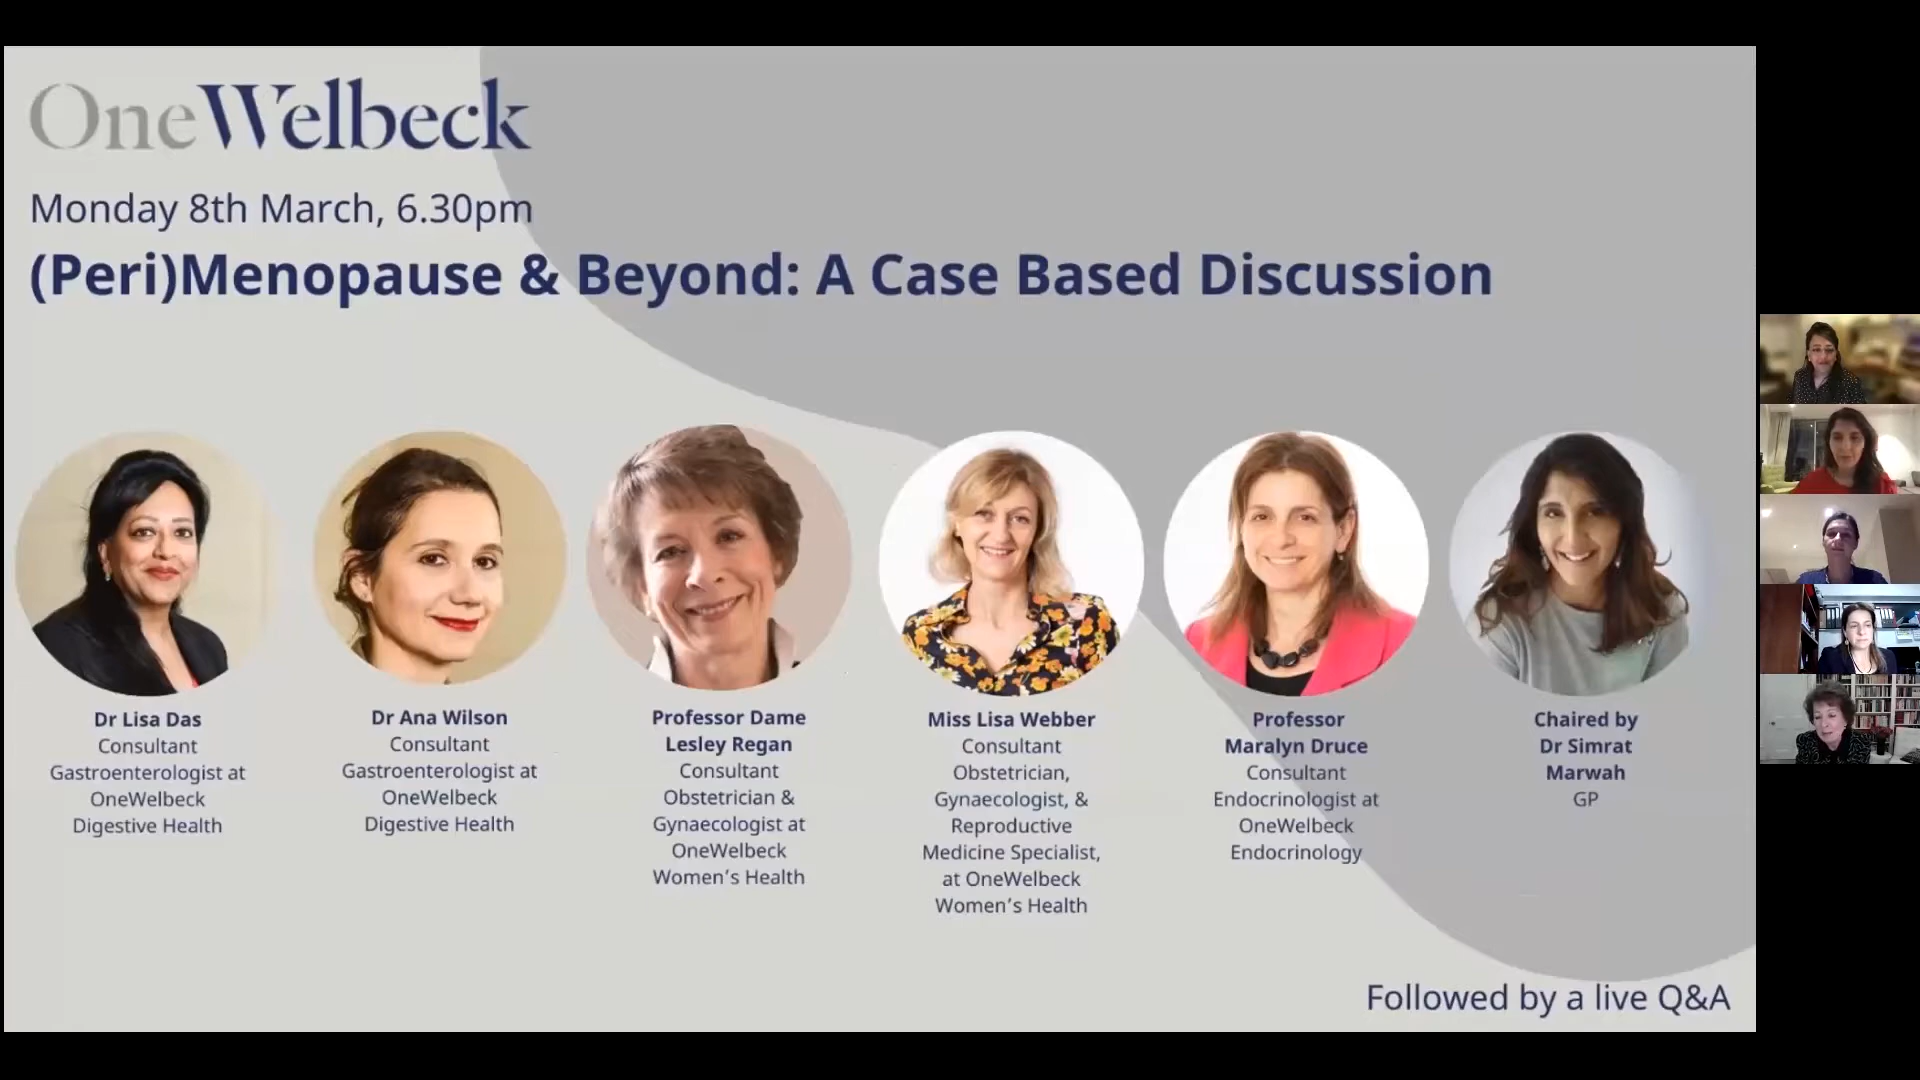 OneWelbeck
Monday 8th March, 6.30pm
(Peri)Menopause & Beyond: A Case Based Discussion
Dr Lisa Das
Consultant
Gastroenterologist at
OneWelbeck
Digestive Health
Dr Ana Wilson
Consultant
Gastroenterologist at
OneWelbeck
Digestive Health
Professor Dame
Lesley Regan
Consultant
Obstetrician &
Gynaecologist at
OneWelbeck
Women's Health
Miss Lisa Webber
Consultant
Obstetrician,
Gynaecologist, &
Reproductive
Medicine Specialist,
at OneWelbeck
Women's Health
Professor
Maralyn Druce
Consultant
Endocrinologist at
OneWelbeck
Endocrinology
Chaired by
Dr Simrat
Marwah
GP
Followed by a live Q&A